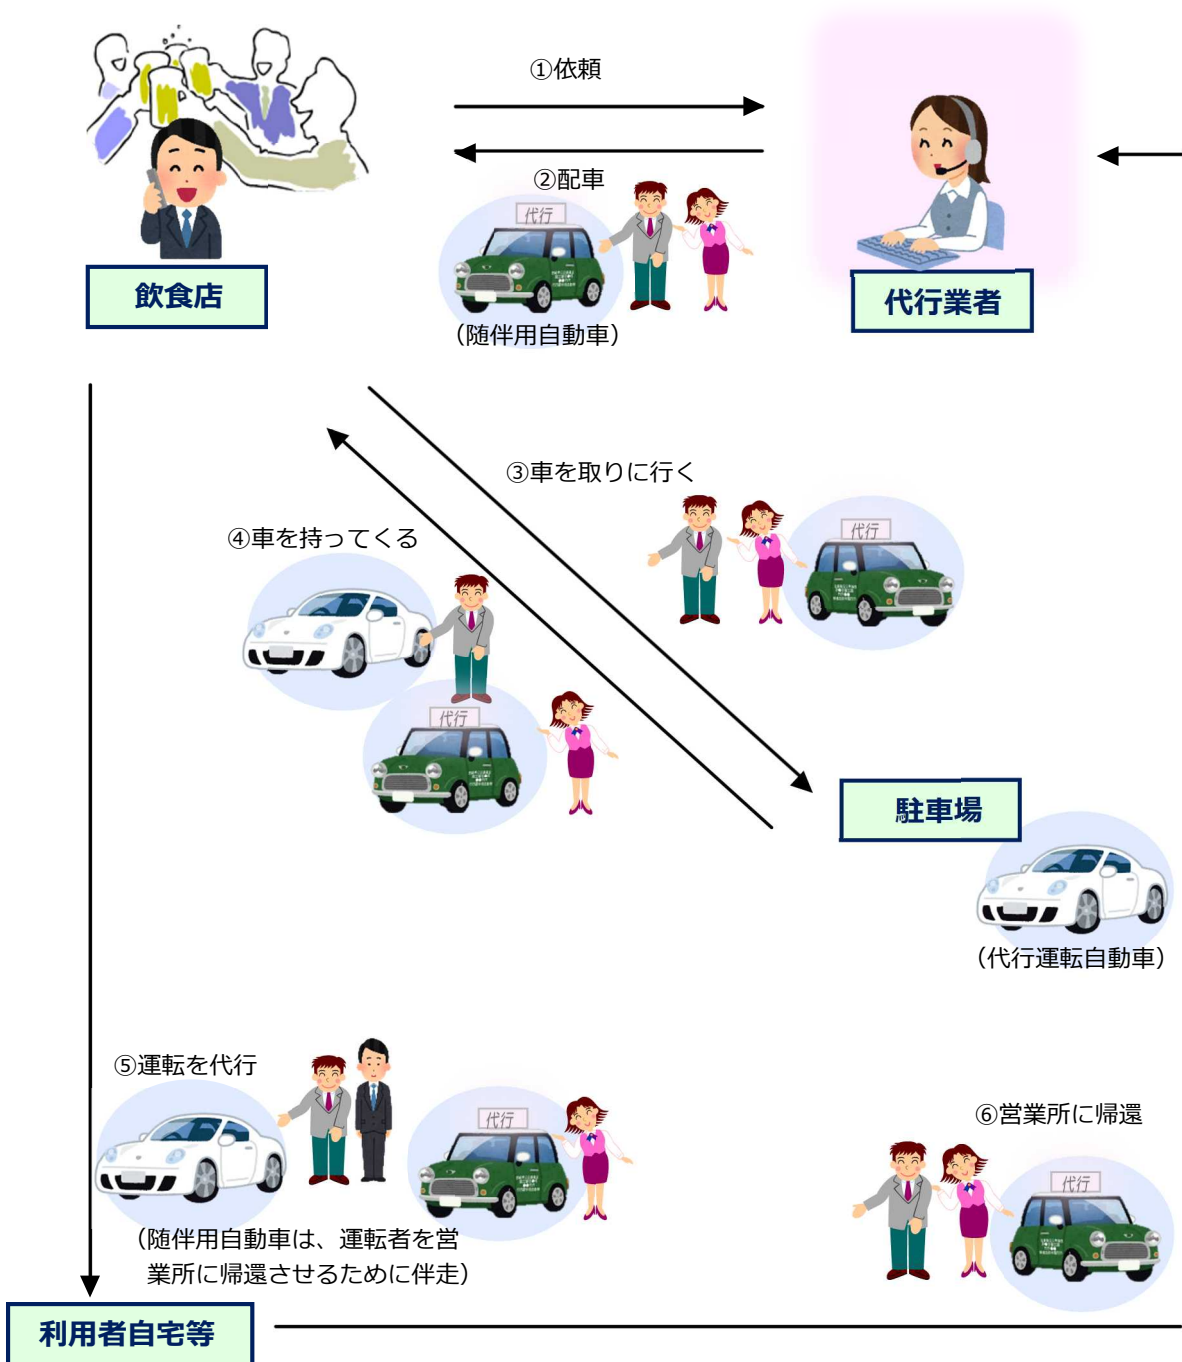 ①依頼
②配車
代行
飲食店
代行業者
（随伴用自動車）
③車を取りに行く
代行
④車を持ってくる
代行
駐車場
（代行運転自動車）
⑤運転を代行
代行
（随伴用自動車は、運転者を営
業所に帰還させるために伴走）
⑥営業所に帰還
代行
利用者自宅等